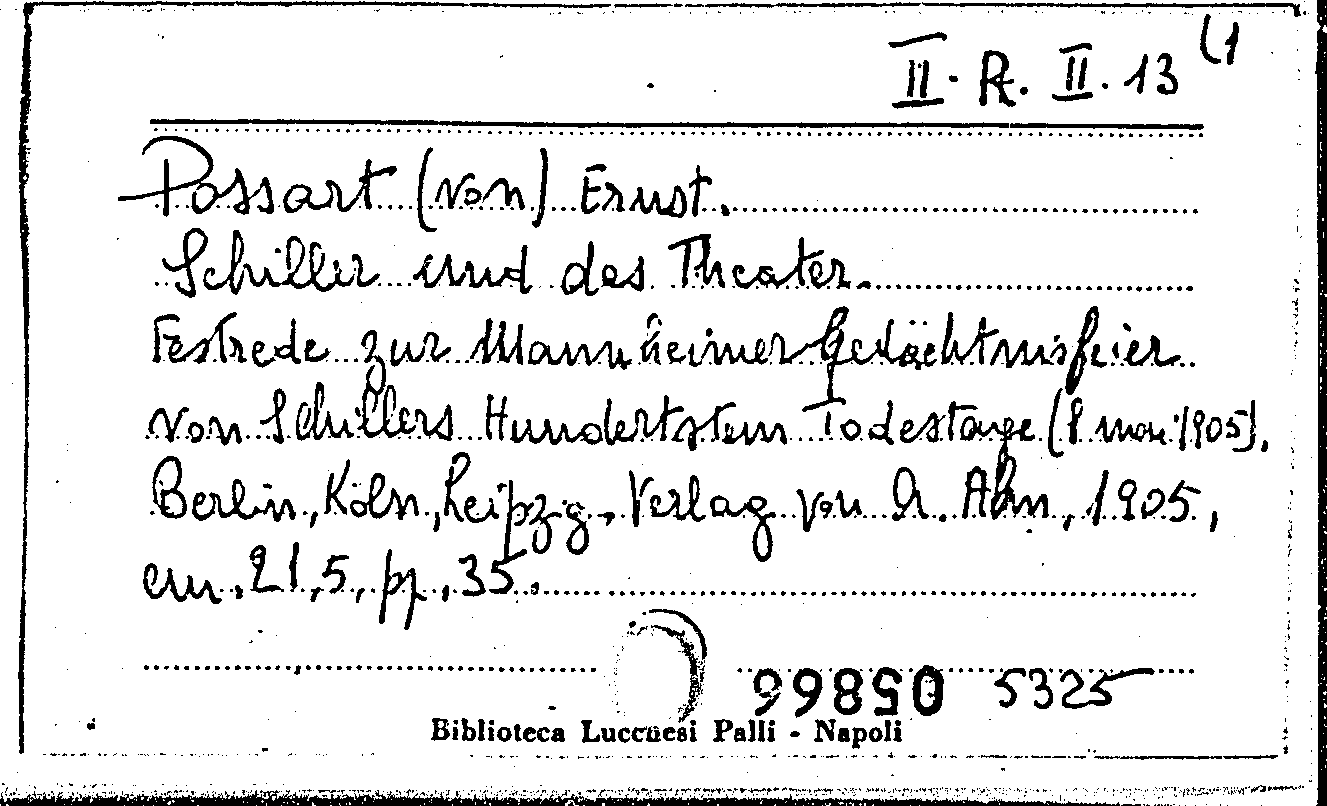 II. R. II. 13 (1
Possart (von) Ernst.
Schiller und das Theater.
Festrede zur Mannheimer Gedächtnisfeier
von Schillers Hundertstem Todestage (8 mai 1905).
Berlin, Köln, Leipzig, Verlag von A. Ahn, 1905,
cm. 21,5, pp. 35.
05866 5325
Biblioteca Lucchesi Palli - Napoli